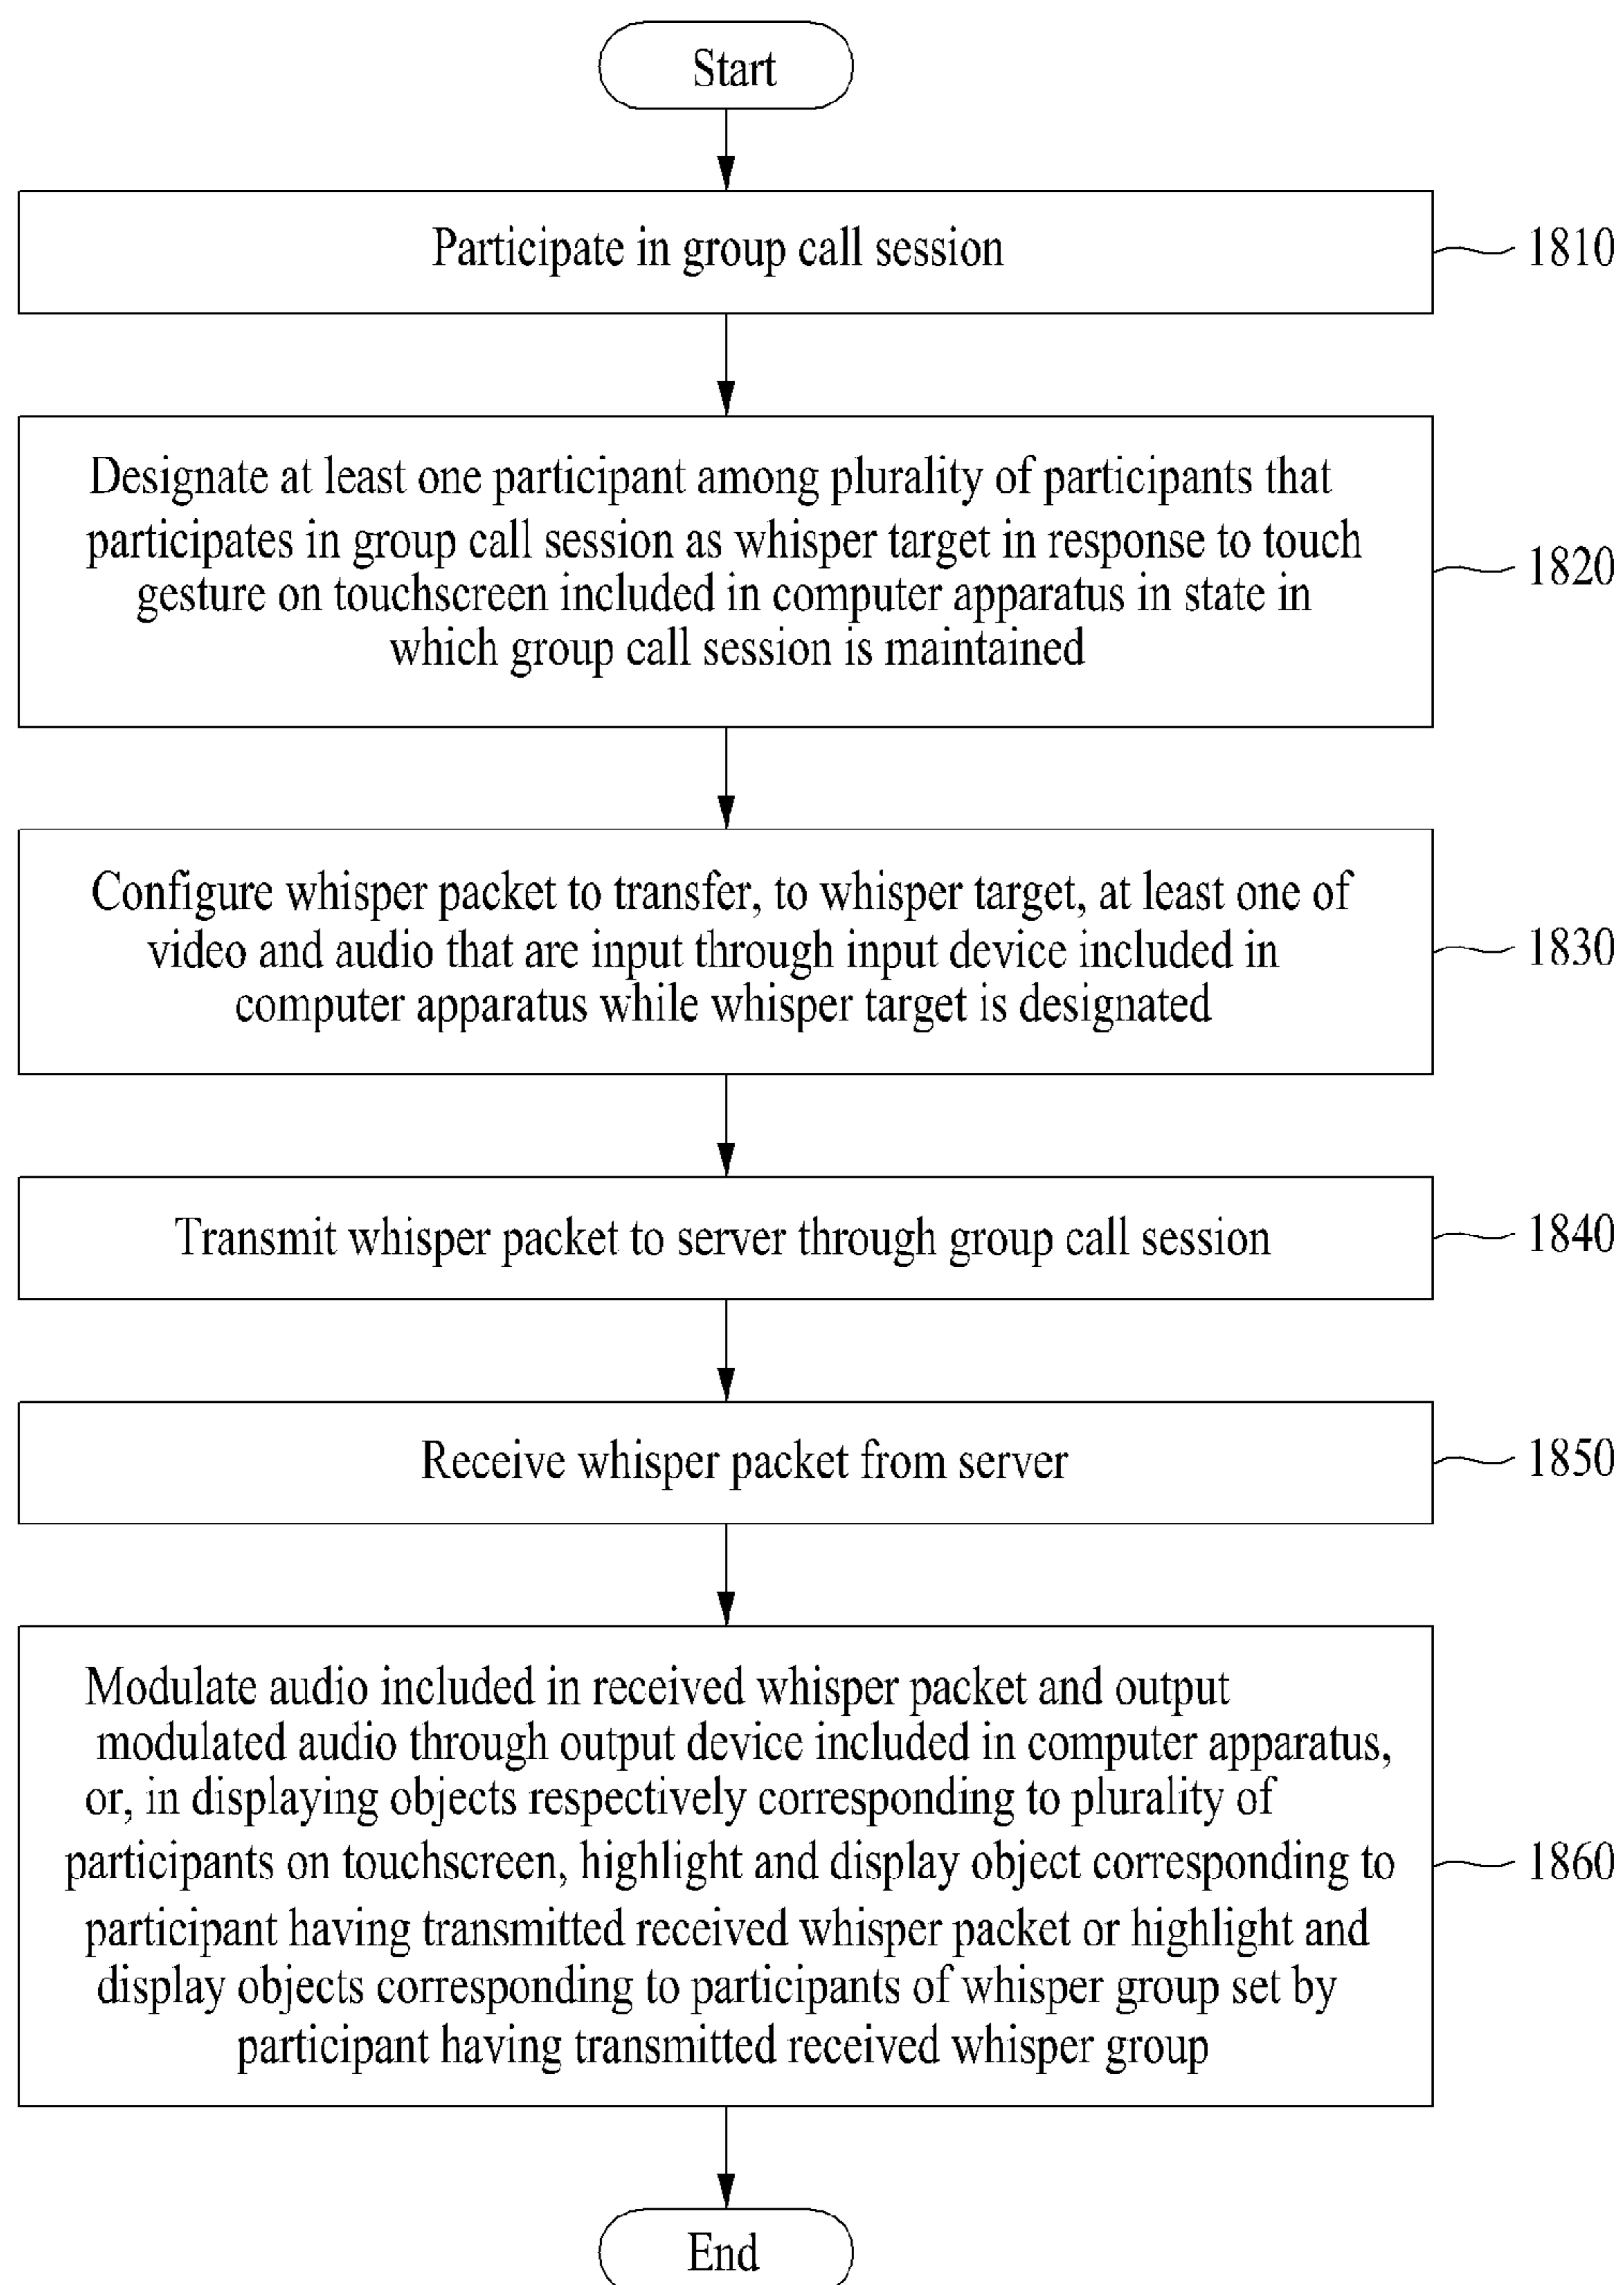 Start
Participate in group call session
1810
Designate at least one participant among plurality of participants that
participates in group call session as whisper target in response to touch
gesture on touchscreen included in computer apparatus in state in
which group call session is maintained
1820
Configure whisper packet to transfer, to whisper target, at least one of
video and audio that are input through input device included in
computer apparatus while whisper target is designated
1830
Transmit whisper packet to server through group call session
1840
Receive whisper packet from server
1850
Modulate audio included in received whisper packet and output
modulated audio through output device included in computer apparatus,
or, in displaying objects respectively corresponding to plurality of
participants on touchscreen, highlight and display object corresponding to
participant having transmitted received whisper packet or highlight and
display objects corresponding to participants of whisper group set by
participant having transmitted received whisper group
1860
End